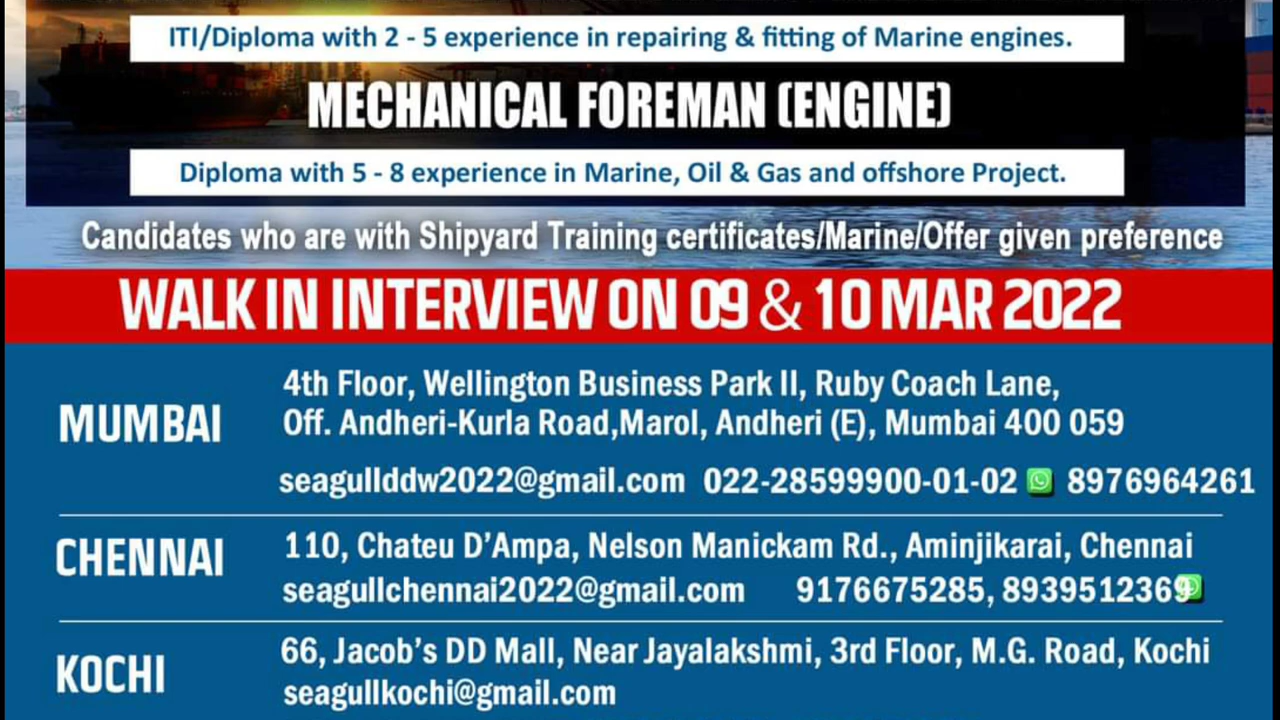 ITI/Diploma with 2 - 5 experience in repairing & fitting of Marine engines.
MECHANICAL FOREMAN (ENGINE)
Diploma with 5 - 8 experience in Marine, Oil & Gas and offshore Project.
Candidates who are with Shipyard Training certificates/Marine/Offer given preference
WALK IN INTERVIEW ON 09 & 10 MAR 2022
MUMBAI
4th Floor, Wellington Business Park II, Ruby Coach Lane,
Off. Andheri-Kurla Road,Marol, Andheri (E), Mumbai 400 059
seagullddw2022@gmail.com 022-28599900-01-02 8976964261
CHENNAI
110, Chateu D'Ampa, Nelson Manickam Rd., Aminjikarai, Chennai
seagullchennai2022@gmail.com 9176675285, 8939512369
KOCHI
66, Jacob's DD Mall, Near Jayalakshmi, 3rd Floor, M.G. Road, Kochi
seagullkochi@gmail.com